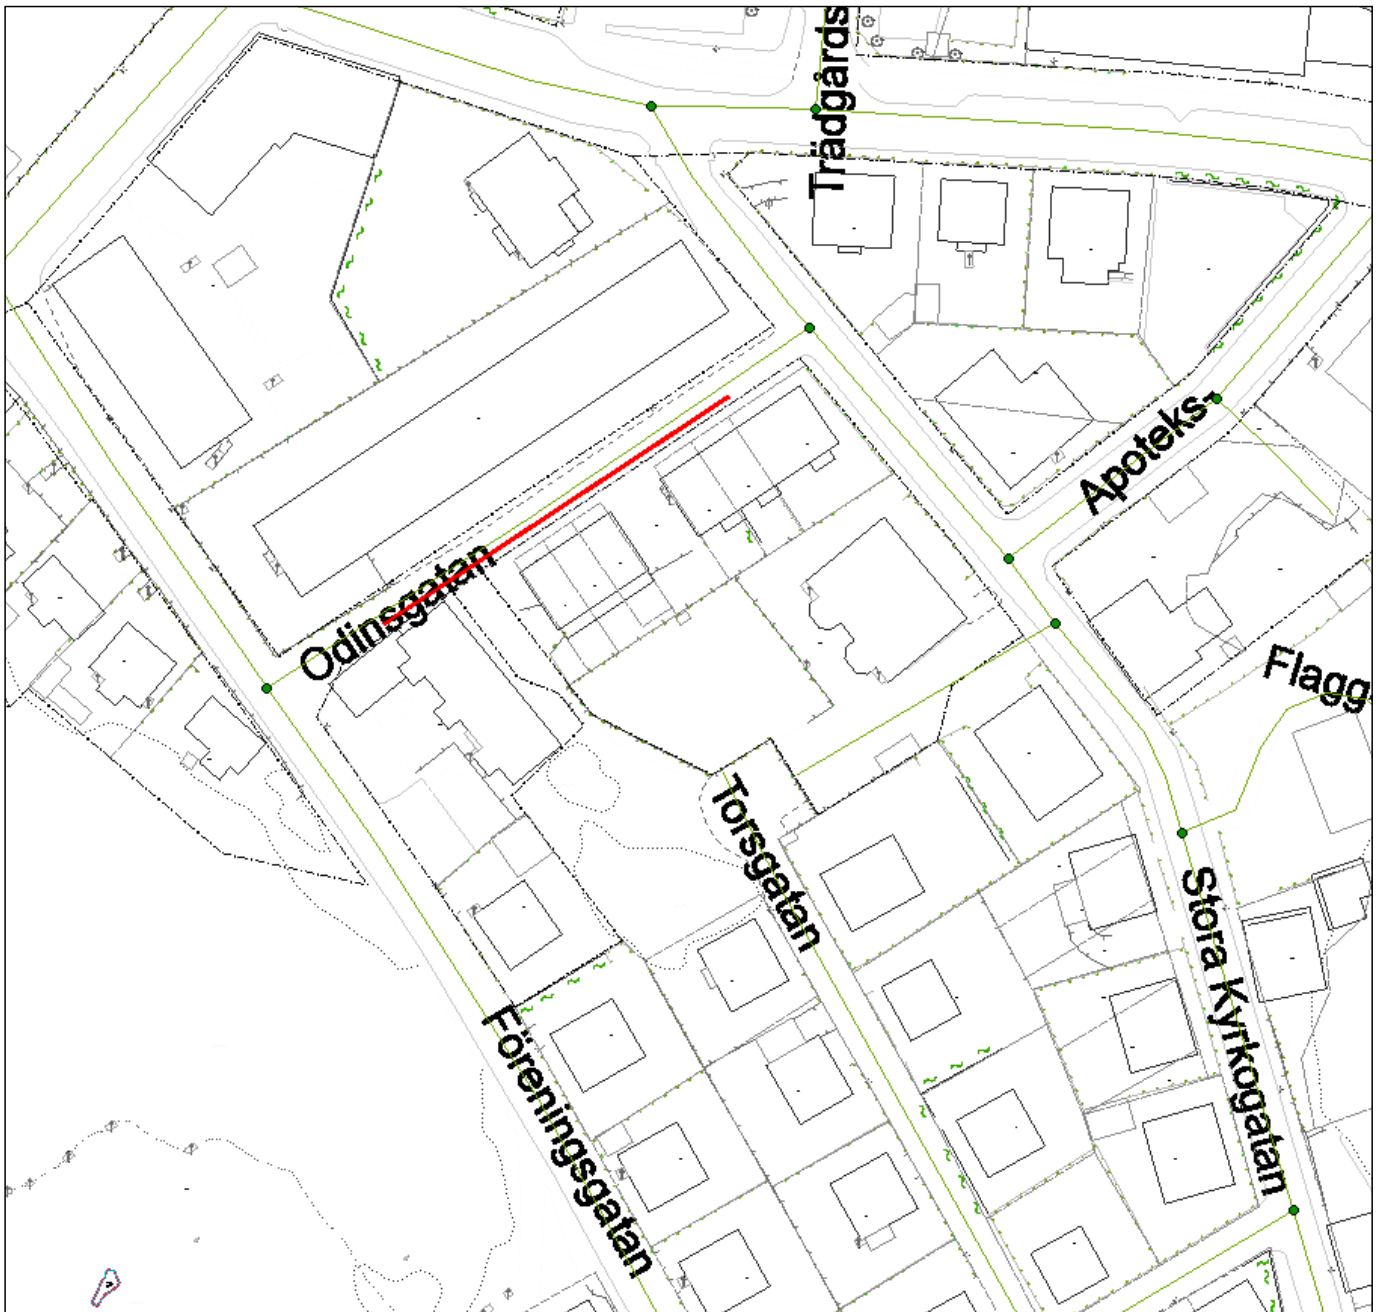 Trädgårds
Apoteks-
Odinsgatan
Flagg
Torsgatan
Stora Kyrkogatan
Föreningsgatan